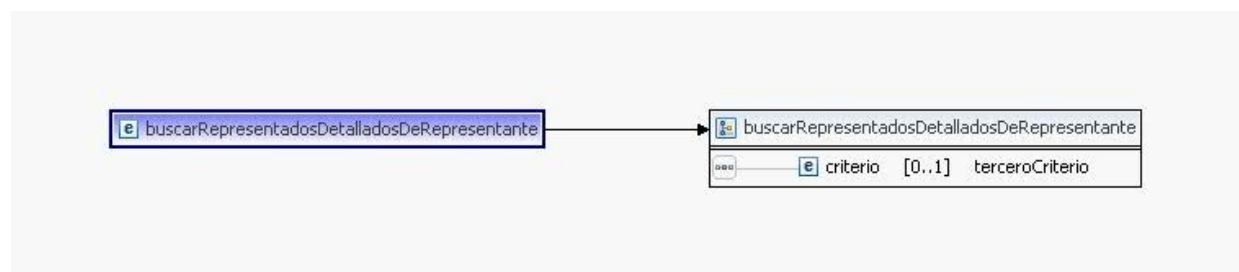 e buscarRepresentadosDetalladosDeRepresentante
buscarRepresentadosDetalladosDeRepresentante
e criterio [0..1] terceroCriterio